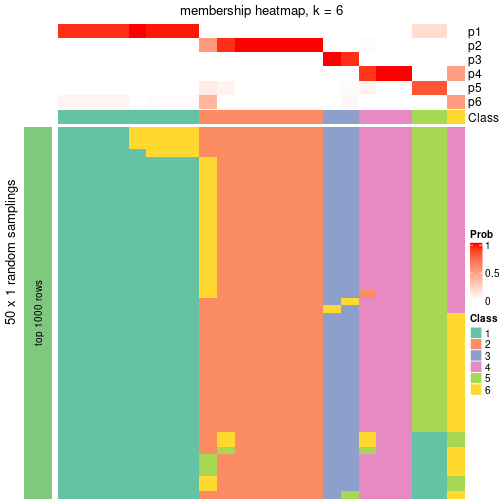 membership heatmap, k = 6
p1
p2
p3
p4
p5
p6
Class
50 x 1 random samplings
top 1000 rows
Prob
1
0.5
0
Class
1
2
3
4
5
6